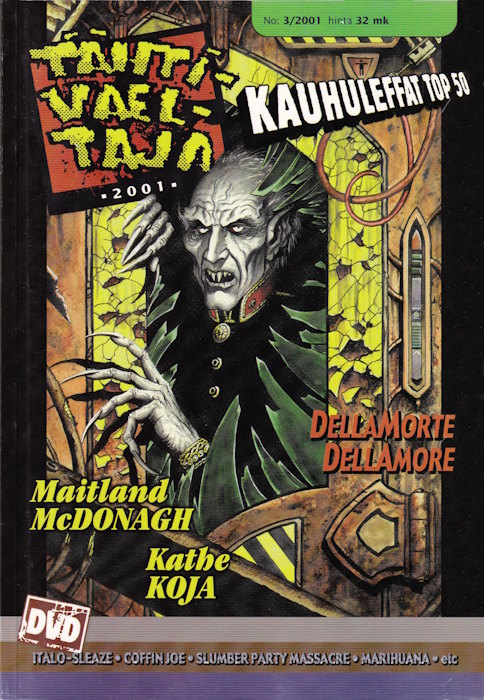 No: 3/2001 hinta 32 mk
TÄHTI-
VAEL-
TAJA
•2001•
KAUHULEFFAT TOP 50
DELLAMORTE
DELLAMORE
Maitland
McDONAGH
Kathe
KOJA
DVD
ITALO-SLEAZE • COFFIN JOE • SLUMBER PARTY MASSACRE • MARIHUANA • etc